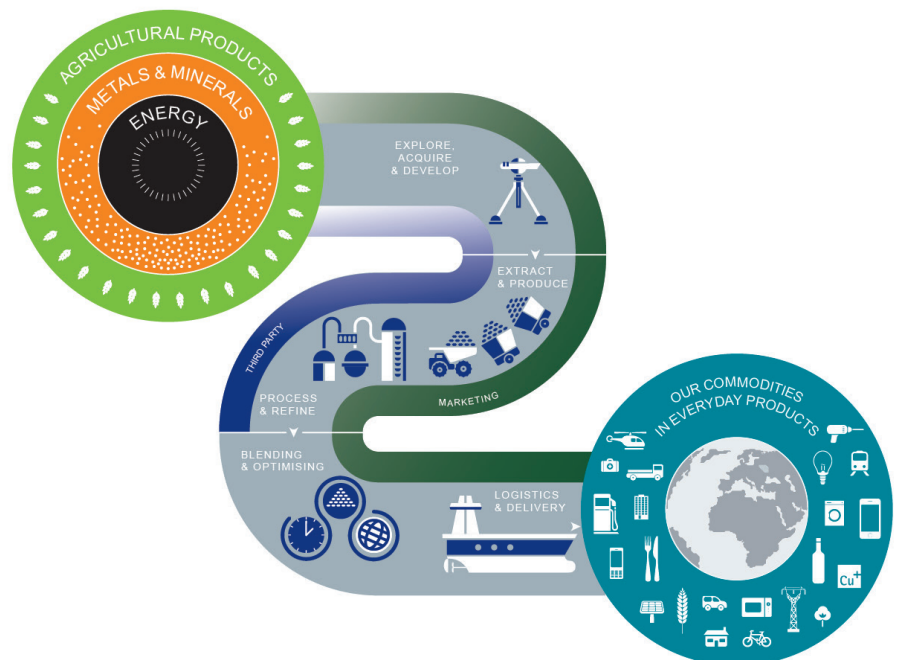 AGRICULTURAL PRODUCTS
METALS & MINERALS
ENERGY
EXPLORE,
ACQUIRE
& DEVELOP
EXTRACT
& PRODUCE
THIRD PARTY
PROCESS
& REFINE
MARKETING
BLENDING
& OPTIMISING
LOGISTICS
& DELIVERY
OUR COMMODITIES
IN EVERYDAY PRODUCTS
Cu+